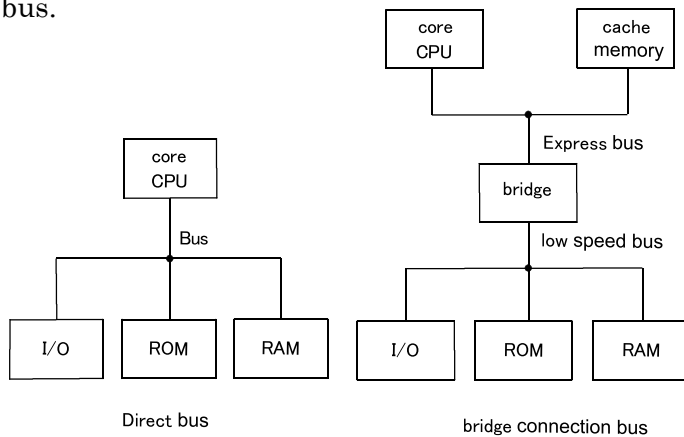 bus.
core
CPU
Bus
I/O
ROM
RAM
Direct bus
core
CPU
cache
memory
Express bus
bridge
low speed bus
I/O
ROM
RAM
bridge connection bus